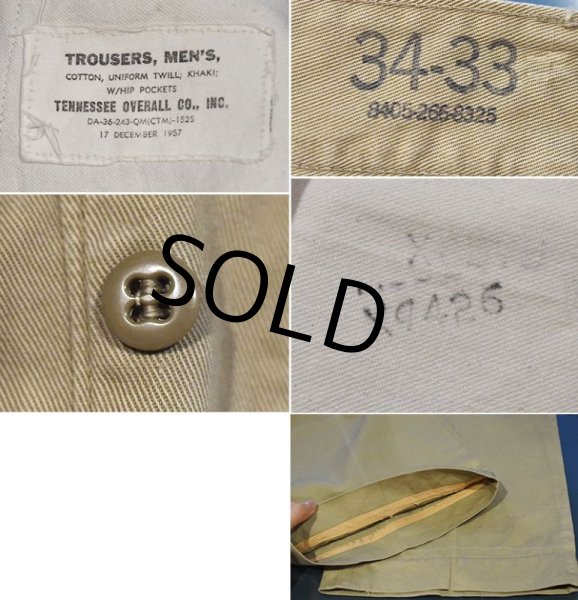 TROUSERS, MEN'S,
COTTON, UNIFORM TWILL; KHAKI;
W/HIP POCKETS
TENNESSEE OVERALL CO., INC.
DA-36-243-QM(CTM)-1525
17 DECEMBER 1957
34-33
8405-266-8325
SOLD